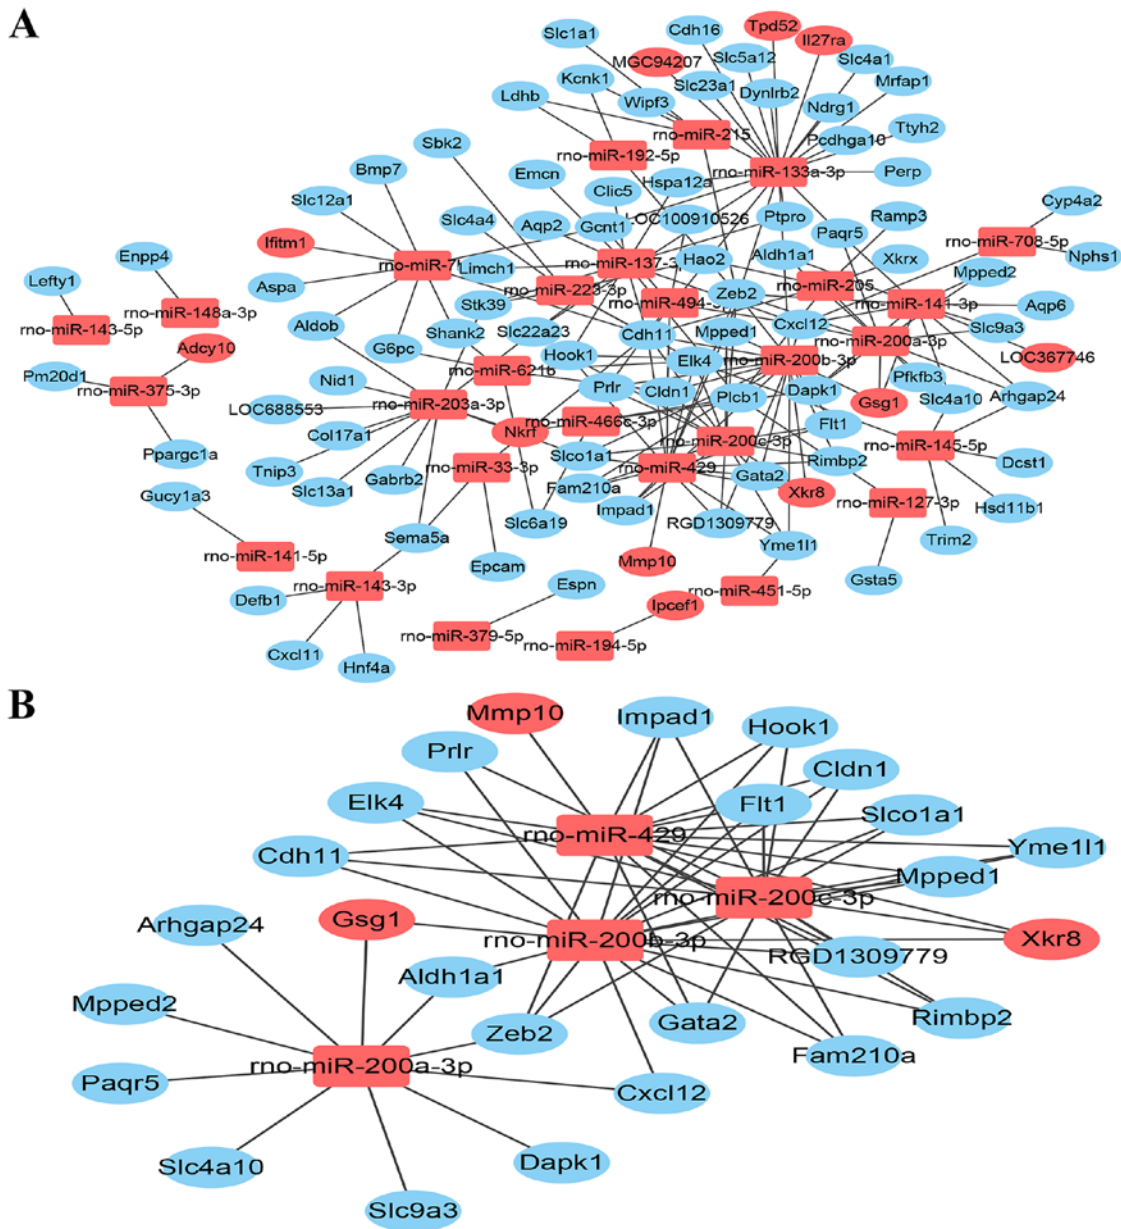 A
Slc1a1
Cdh16
Tpd52
Il27ra
MGC94207
Slc5a12
Slc4a1
Kcnk1
Slc23a1
Mrfap1
Ldhb
Wipf3
Dynlrb2
Ndrg1
rno-miR-215
Pcdhga10
Ttyh2
Sbk2
rno-miR-192-5p
Bmp7
Emcn
Clic5
Hspa12a
rno-miR-133a-3p
Perp
Slc12a1
Slc4a4
Aqp2
Gcnt1
LOC100910526
Ptpro
Ramp3
Cyp4a2
Ifitm1
Paqr5
rno-miR-708-5p
Enpp4
rno-miR-7
Limch1
rno-miR-137-3
Hao2
Aldh1a1
Xkrx
Nphs1
Lefty1
Aspa
rno-miR-223-3p
Zeb2
rno-miR-205
Mpped2
Stk39
rno-miR-494-
rno-miR-141-3p
Aqp6
rno-miR-148a-3p
Aldob
Shank2
Slc22a23
Cdh11
Mpped1
Cxcl12
Slc9a3
rno-miR-143-5p
Adcy10
G6pc
Hook1
Elk4
rno-miR-200b-3p
rno-miR-200a-3p
LOC367746
Pm20d1
rno-miR-375-3p
Nid1
rno-miR-621b
Prlr
Cldn1
Plcb1
Dapk1
Pfkfb3
Gsg1
Slc4a10
Arhgap24
LOC688553
rno-miR-203a-3p
rno-miR-466c-3p
Nkrf
Flt1
Col17a1
rno-miR-200c-3p
rno-miR-145-5p
Ppargc1a
Tnip3
Slco1a1
Rimbp2
Dcst1
Slc13a1
Gabrb2
rno-miR-33-3p
rno-miR-429
Gata2
Gucy1a3
Fam210a
Xkr8
rno-miR-127-3p
Impad1
Hsd11b1
Sema5a
Slc6a19
RGD1309779
Trim2
rno-miR-141-5p
Epcam
Mmp10
Yme1l1
Gsta5
rno-miR-143-3p
Espn
rno-miR-451-5p
Defb1
Ipcef1
rno-miR-379-5p
rno-miR-194-5p
Cxcl11
Hnf4a
B
Mmp10
Impad1
Hook1
Prlr
Cldn1
Elk4
Flt1
Slco1a1
rno-miR-429
Yme1l1
Cdh11
Mpped1
rno-miR-200c-3p
Gsg1
Arhgap24
rno-miR-200b-3p
Xkr8
RGD1309779
Aldh1a1
Mpped2
Zeb2
Gata2
Rimbp2
Fam210a
rno-miR-200a-3p
Paqr5
Cxcl12
Slc4a10
Dapk1
Slc9a3